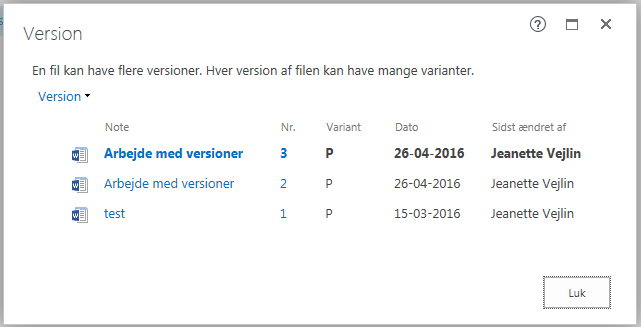 Version
En fil kan have flere versioner. Hver version af filen kan have mange varianter.
Version
Note Nr. Variant Dato Sidst ændret af
Arbejde med versioner 3 P 26-04-2016 Jeanette Vejlin
Arbejde med versioner 2 P 26-04-2016 Jeanette Vejlin
test 1 P 15-03-2016 Jeanette Vejlin
Luk